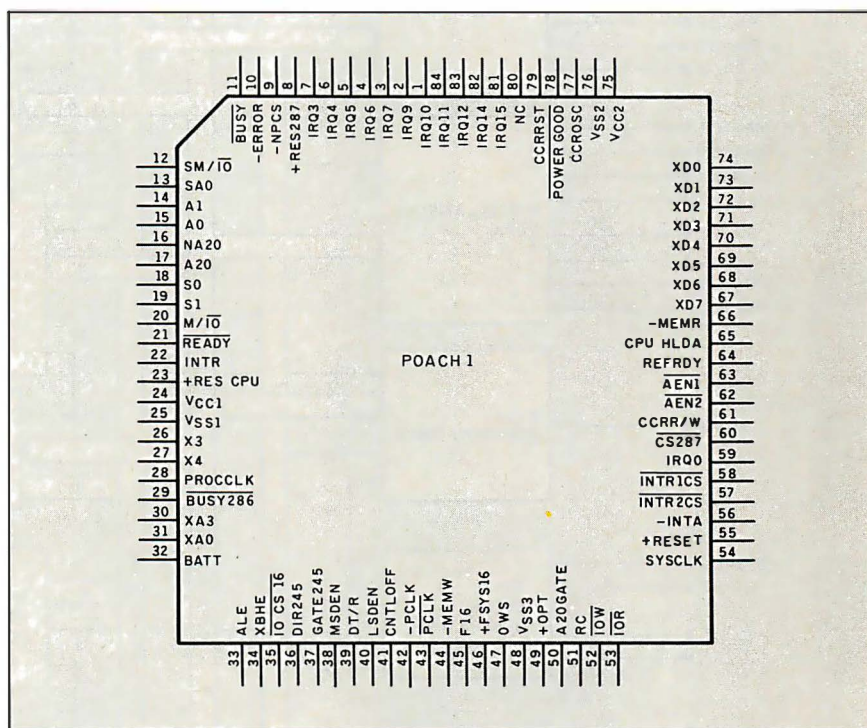 11 BUSY
10 -ERROR
9 -NPCS
8 +RES287
7 IRQ3
6 IRQ4
5 IRQ5
4 IRQ6
3 IRQ7
2 IRQ9
1 IRQ10
84 IRQ11
83 IRQ12
82 IRQ14
81 IRQ15
80 NC
79 CCRRST
78 POWER GOOD
77 CCROSC
76 VSS2
75 VCC2
12 SM/IO
13 SA0
14 A1
15 A0
16 NA20
17 A20
18 S0
19 S1
20 M/IO
21 READY
22 INTR
23 +RES CPU
24 VCC1
25 VSS1
26 X3
27 X4
28 PROCCLK
29 BUSY286
30 XA3
31 XA0
32 BATT
POACH 1
XD0 74
XD1 73
XD2 72
XD3 71
XD4 70
XD5 69
XD6 68
XD7 67
-MEMR 66
CPU HLDA 65
REFRDY 64
AEN1 63
AEN2 62
CCRR/W 61
CS287 60
IRQ0 59
INTR1CS 58
INTR2CS 57
-INTA 56
+RESET 55
SYSCLK 54
ALE 33
XBHE 34
IO CS 16 35
DIR245 36
GATE245 37
MSDEN 38
DT/R 39
LSDEN 40
CNTLOFF 41
-PCLK 42
PCLK 43
-MEMW 44
F16 45
+FSYS16 46
OWS 47
VSS3 48
+OPT 49
A20GATE 50
RC 51
IOW 52
IOR 53